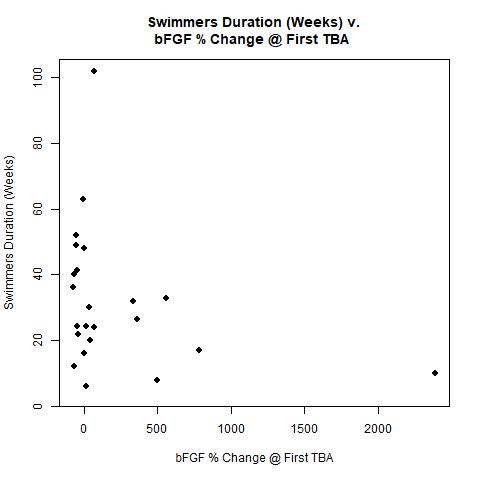 Swimmers Duration (Weeks) v.
bFGF % Change @ First TBA
Swimmers Duration (Weeks)
100
80
60
40
20
0
0 500 1000 1500 2000
bFGF % Change @ First TBA